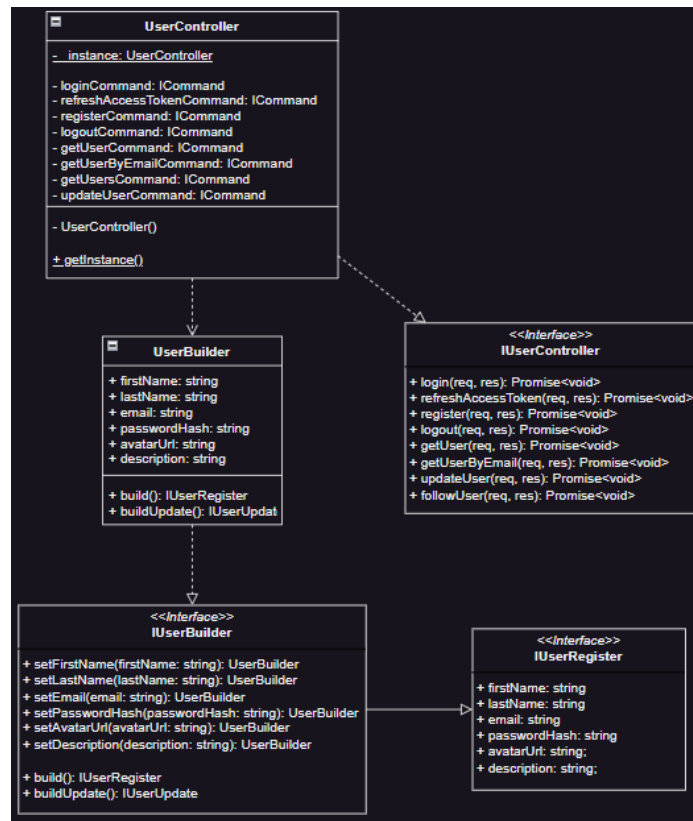 UserController
- instance: UserController
- loginCommand: ICommand
- refreshAccessTokenCommand: ICommand
- registerCommand: ICommand
- logoutCommand: ICommand
- getUserCommand: ICommand
- getUserByEmailCommand: ICommand
- getUsersCommand: ICommand
- updateUserCommand: ICommand
- UserController()
+ getInstance()
UserBuilder
+ firstName: string
+ lastName: string
+ email: string
+ passwordHash: string
+ avatarUrl: string
+ description: string
+ build(): IUserRegister
+ buildUpdate(): IUserUpdat
<<Interface>>
IUserController
+ login(req, res): Promise<void>
+ refreshAccessToken(req, res): Promise<void>
+ register(req, res): Promise<void>
+ logout(req, res): Promise<void>
+ getUser(req, res): Promise<void>
+ getUserByEmail(req, res): Promise<void>
+ updateUser(req, res): Promise<void>
+ followUser(req, res): Promise<void>
<<Interface>>
IUserBuilder
+ setFirstName(firstName: string): UserBuilder
+ setLastName(lastName: string): UserBuilder
+ setEmail(email: string): UserBuilder
+ setPasswordHash(passwordHash: string): UserBuilder
+ setAvatarUrl(avatarUrl: string): UserBuilder
+ setDescription(description: string): UserBuilder
+ build(): IUserRegister
+ buildUpdate(): IUserUpdate
<<Interface>>
IUserRegister
+ firstName: string
+ lastName: string
+ email: string
+ passwordHash: string
+ avatarUrl: string;
+ description: string;